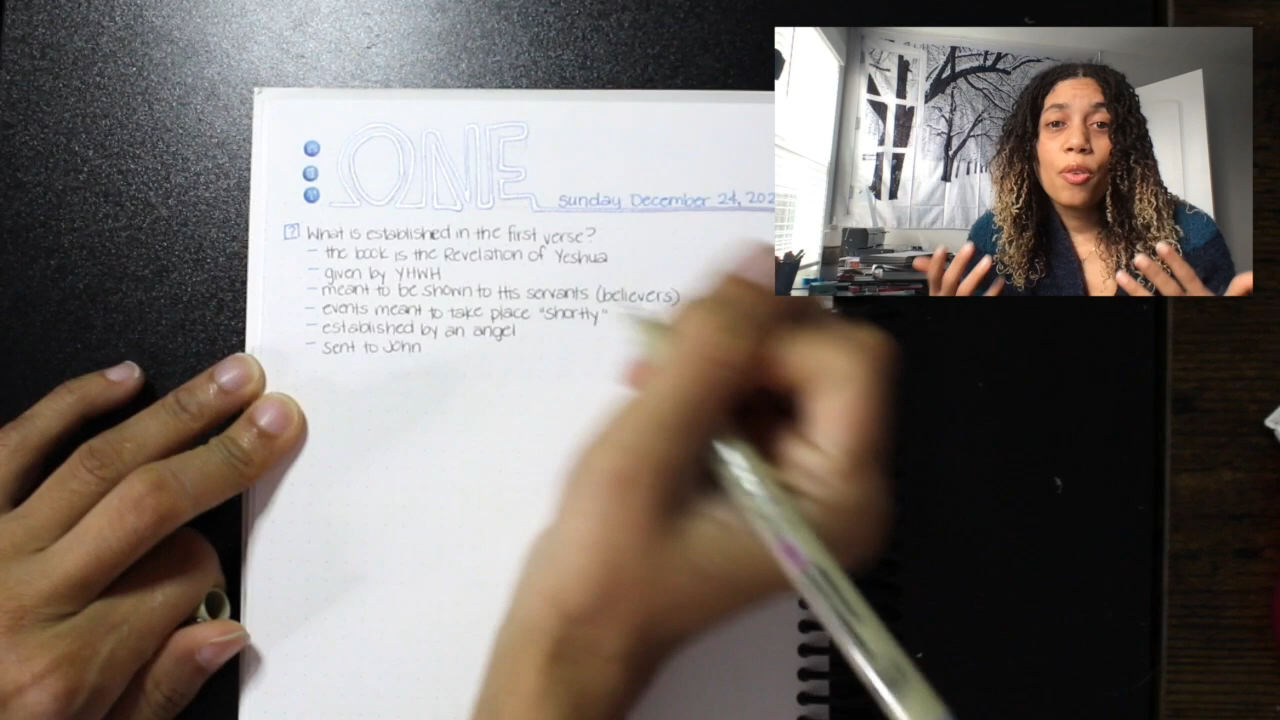 ONE
Sunday December 24, 202
? What is established in the first verse?
- the book is the Revelation of Yeshua
- given by YHWH
- meant to be shown to His servants (believers)
- events meant to take place "shortly"
- established by an angel
- sent to John